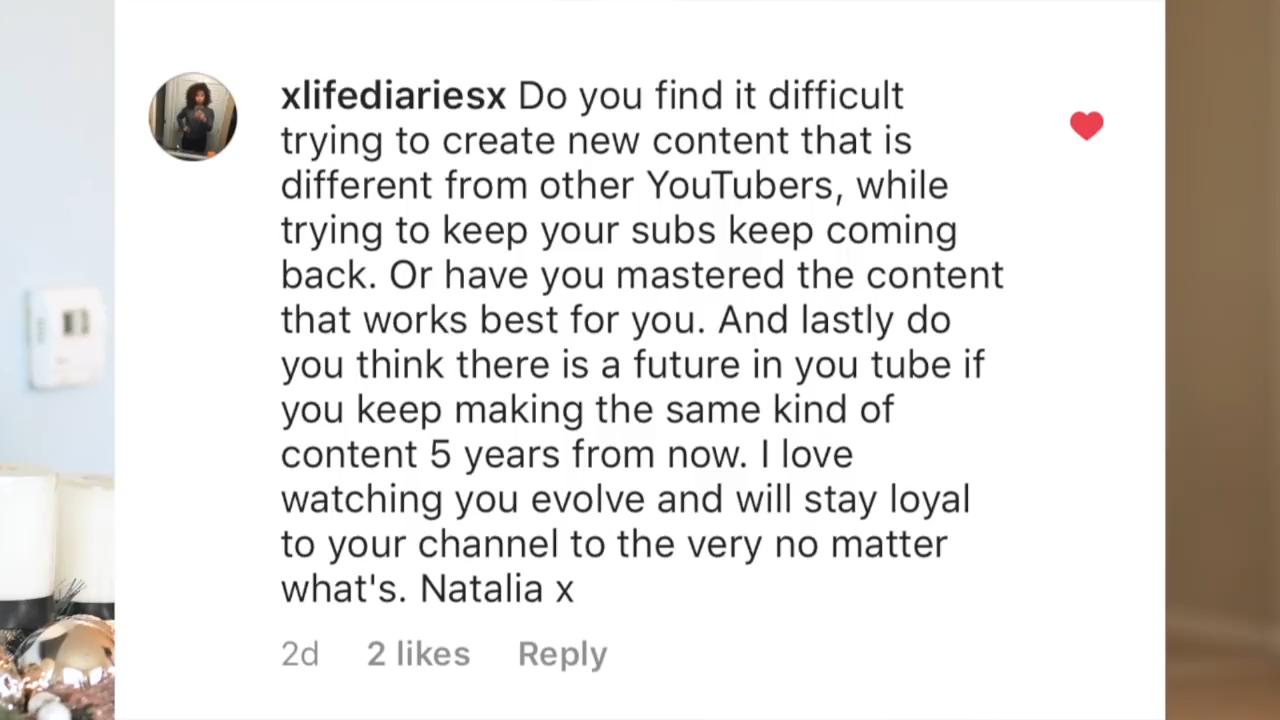 xlifediariesx Do you find it difficult
trying to create new content that is
different from other YouTubers, while
trying to keep your subs keep coming
back. Or have you mastered the content
that works best for you. And lastly do
you think there is a future in you tube if
you keep making the same kind of
content 5 years from now. I love
watching you evolve and will stay loyal
to your channel to the very no matter
what's. Natalia x
2d 2 likes Reply